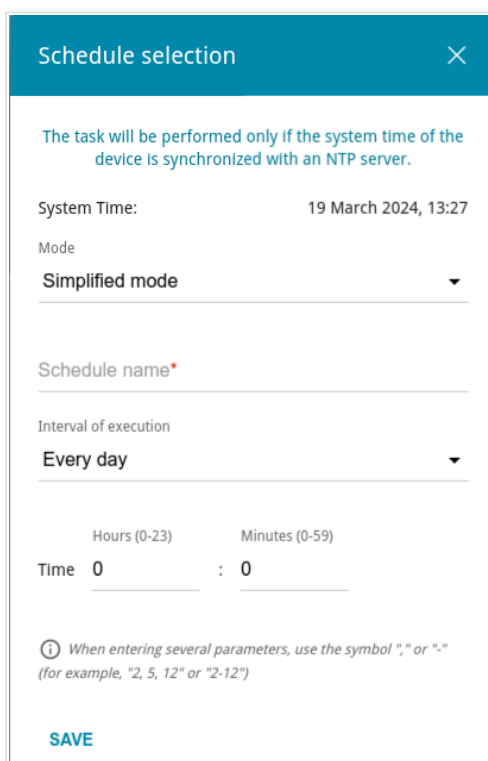 Schedule selection
The task will be performed only if the system time of the
device is synchronized with an NTP server.
System Time: 19 March 2024, 13:27
Mode
Simplified mode
Schedule name*
Interval of execution
Every day
Hours (0-23) Minutes (0-59)
Time 0 : 0
When entering several parameters, use the symbol "," or "-"
(for example, "2, 5, 12" or "2-12")
SAVE